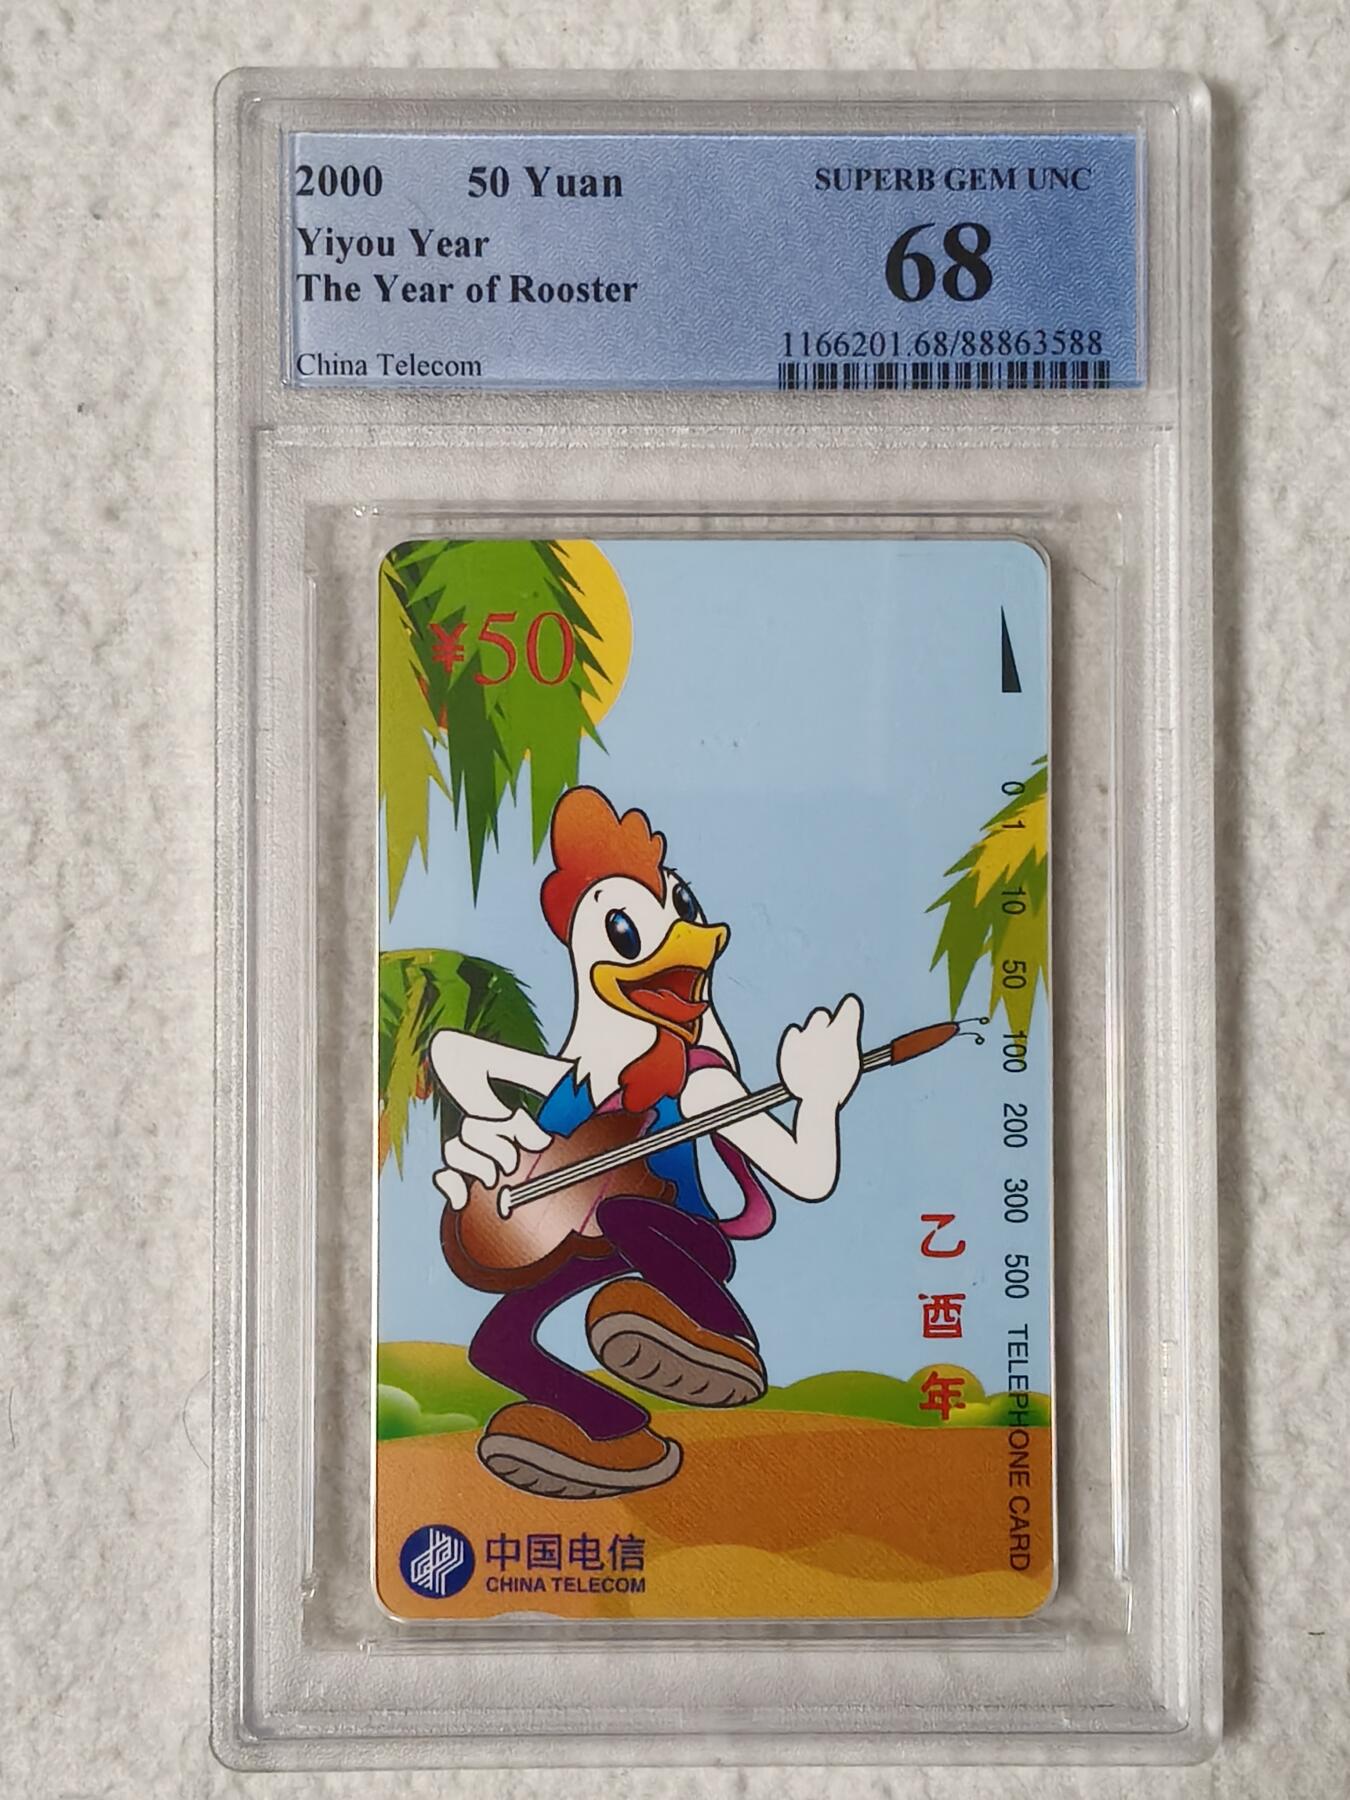 2000 50 Yuan
SUPERB GEM UNC
Yiyou Year
68
The Year of Rooster
1166201.68/88863588
China Telecom
¥50
0 1 10 50 100 200 300 500 TELEPHONE CARD
乙酉年
中国电信
CHINA TELECOM